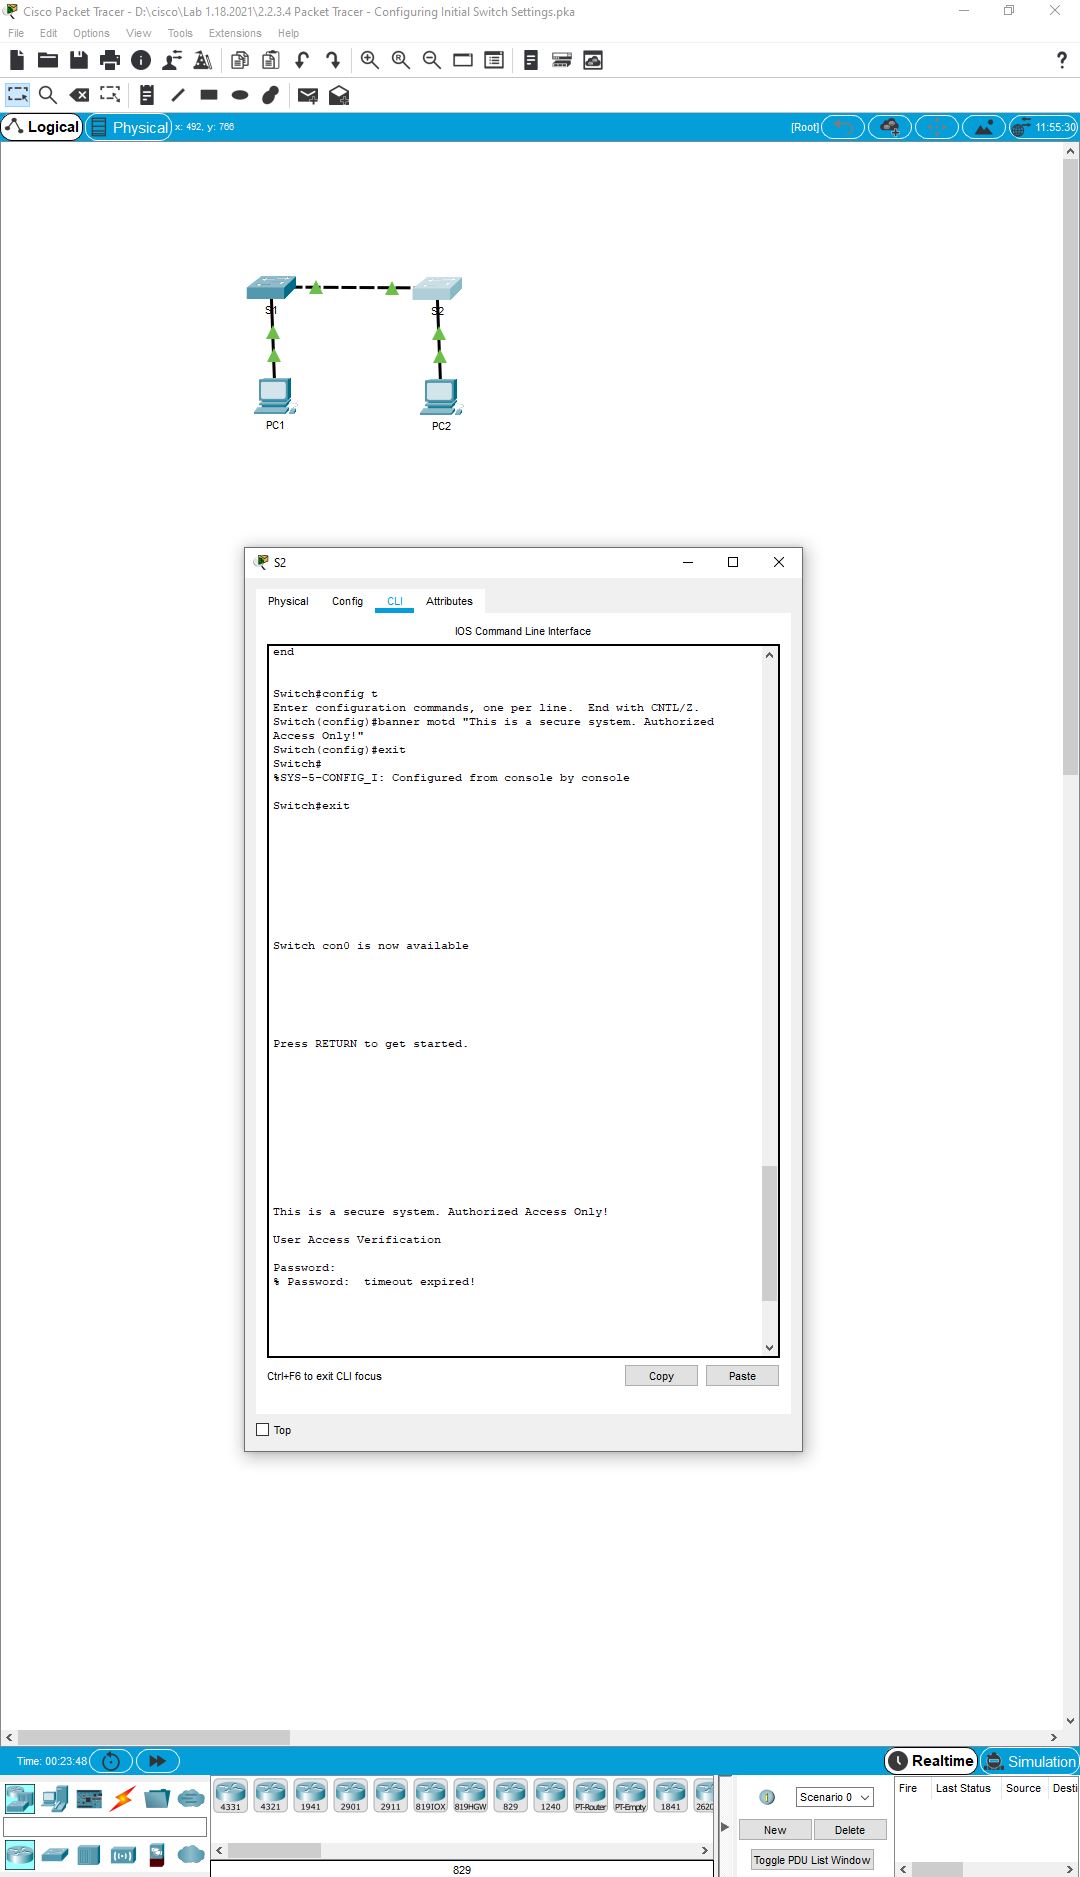 Cisco Packet Tracer - D:\cisco\Lab 1.18.2021\2.2.3.4 Packet Tracer - Configuring Initial Switch Settings.pka
File Edit Options View Tools Extensions Help
Logical Physical x: 492, y: 766 [Root] 11:55:30
S1 S2
PC1 PC2
S2
Physical Config CLI Attributes
IOS Command Line Interface
end
Switch#config t
Enter configuration commands, one per line.  End with CNTL/Z.
Switch(config)#banner motd "This is a secure system. Authorized
Access Only!"
Switch(config)#exit
Switch#
%SYS-5-CONFIG_I: Configured from console by console
Switch#exit
Switch con0 is now available
Press RETURN to get started.
This is a secure system. Authorized Access Only!
User Access Verification
Password:
% Password:  timeout expired!
Ctrl+F6 to exit CLI focus Copy Paste
Top
Time: 00:23:48 Realtime Simulation
4331 4321 1941 2901 2911 819IOX 819HGW 829 1240 PT-Router PT-Empty 1841 2620
Scenario 0
New Delete
Toggle PDU List Window
Fire Last Status Source Desti
829